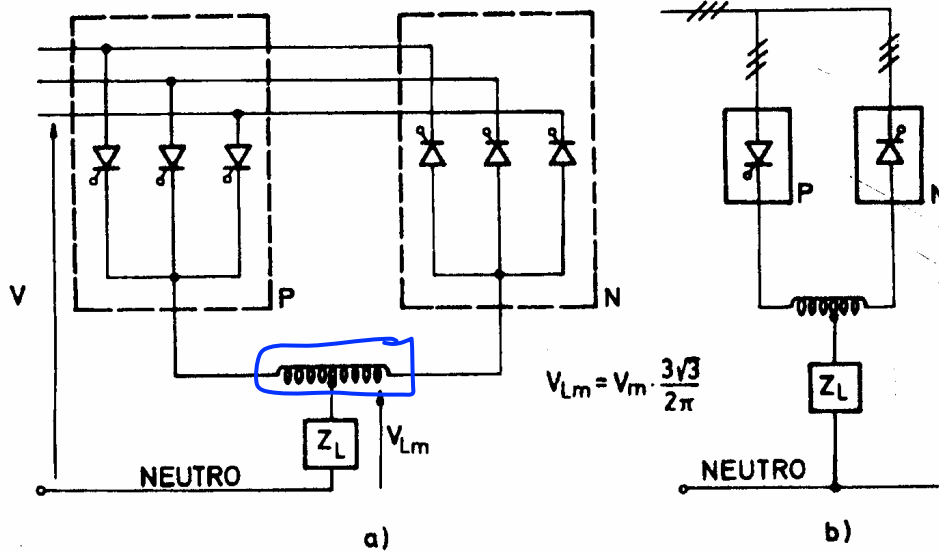 P
N
V
V_Lm = V_m · 3√3 / 2π
Z_L
V_Lm
NEUTRO
a)
P
N
Z_L
NEUTRO
b)